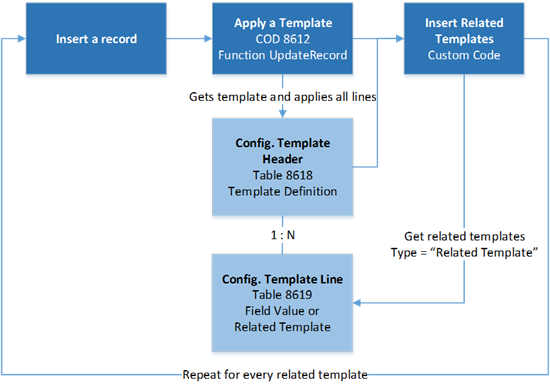 Insert a record
Apply a Template
COD 8612
Function UpdateRecord
Insert Related
Templates
Custom Code
Gets template and applies all lines
Config. Template
Header
Table 8618
Template Definition
1 : N
Get related templates
Type = “Related Template”
Config. Template Line
Table 8619
Field Value or
Related Template
Repeat for every related template